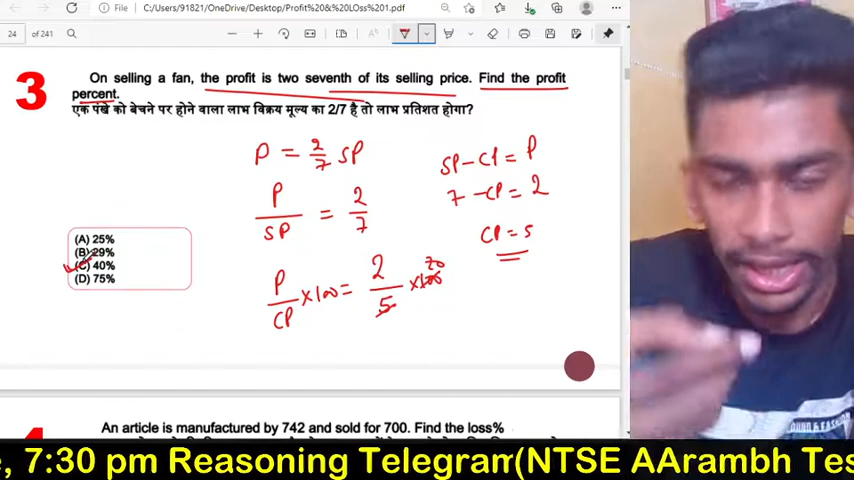 File C:/Users/91821/OneDrive/Desktop/Profit%20&%20LOss%201.pdf
24 of 241
3
On selling a fan, the profit is two seventh of its selling price. Find the profit
percent.
एक पंखे को बेचने पर होने वाला लाभ विक्रय मूल्य का 2/7 है तो लाभ प्रतिशत होगा?
P = 2/7 SP
P/SP = 2/7
P/CP × 100 = 2/5 × 100 20
SP - CP = P
7 - CP = 2
CP = 5
(A) 25%
(B) 29%
(C) 40%
(D) 75%
4
An article is manufactured by 742 and sold for 700. Find the loss%
e, 7:30 pm Reasoning Telegram(NTSE AArambh Tes